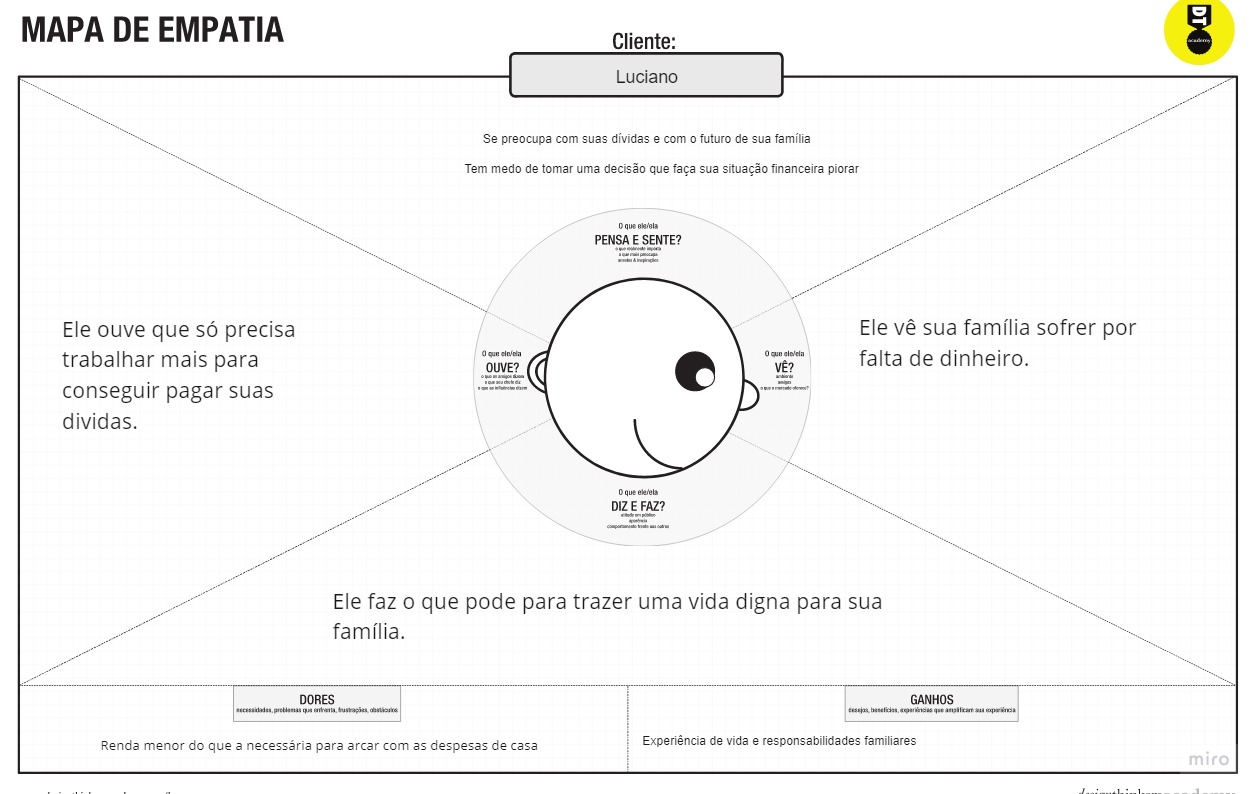 MAPA DE EMPATIA
DT
academy
Cliente:
Luciano
Se preocupa com suas dívidas e com o futuro de sua família
Tem medo de tomar uma decisão que faça sua situação financeira piorar
O que ele/ela
PENSA E SENTE?
o que realmente importa
o que mais preocupa
anseios & inspirações
Ele ouve que só precisa
trabalhar mais para
conseguir pagar suas
dividas.
O que ele/ela
OUVE?
o que os amigos dizem
o que seu chefe diz
o que as influências dizem
O que ele/ela
VÊ?
ambiente
amigos
o que o mercado oferece?
Ele vê sua família sofrer por
falta de dinheiro.
O que ele/ela
DIZ E FAZ?
atitude em público
aparência
comportamento frente aos outros
Ele faz o que pode para trazer uma vida digna para sua
família.
DORES
necessidades, problemas que enfrenta, frustrações, obstáculos
Renda menor do que a necessária para arcar com as despesas de casa
GANHOS
desejos, benefícios, experiências que amplificam sua experiência
Experiência de vida e responsabilidades familiares
miro